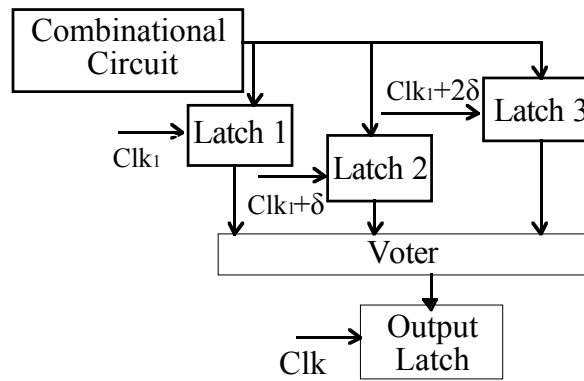 Combinational
Circuit
Clk₁+2δ
Latch 3
Latch 1
Clk₁
Latch 2
Clk₁+δ
Voter
Output
Latch
Clk